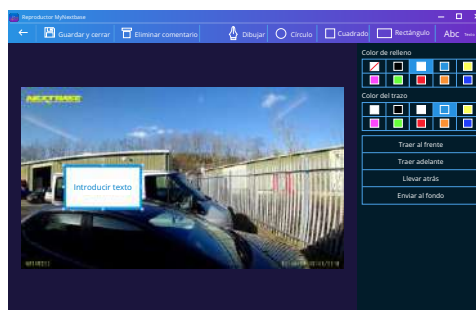 Reproductor MyNextbase
Guardar y cerrar Eliminar comentario Dibujar Círculo Cuadrado Rectángulo Abc Texto
Color de relleno
NEXTBASE
Color del trazo
Traer al frente
Traer adelante
Llevar atrás
Enviar al fondo
Introducir texto